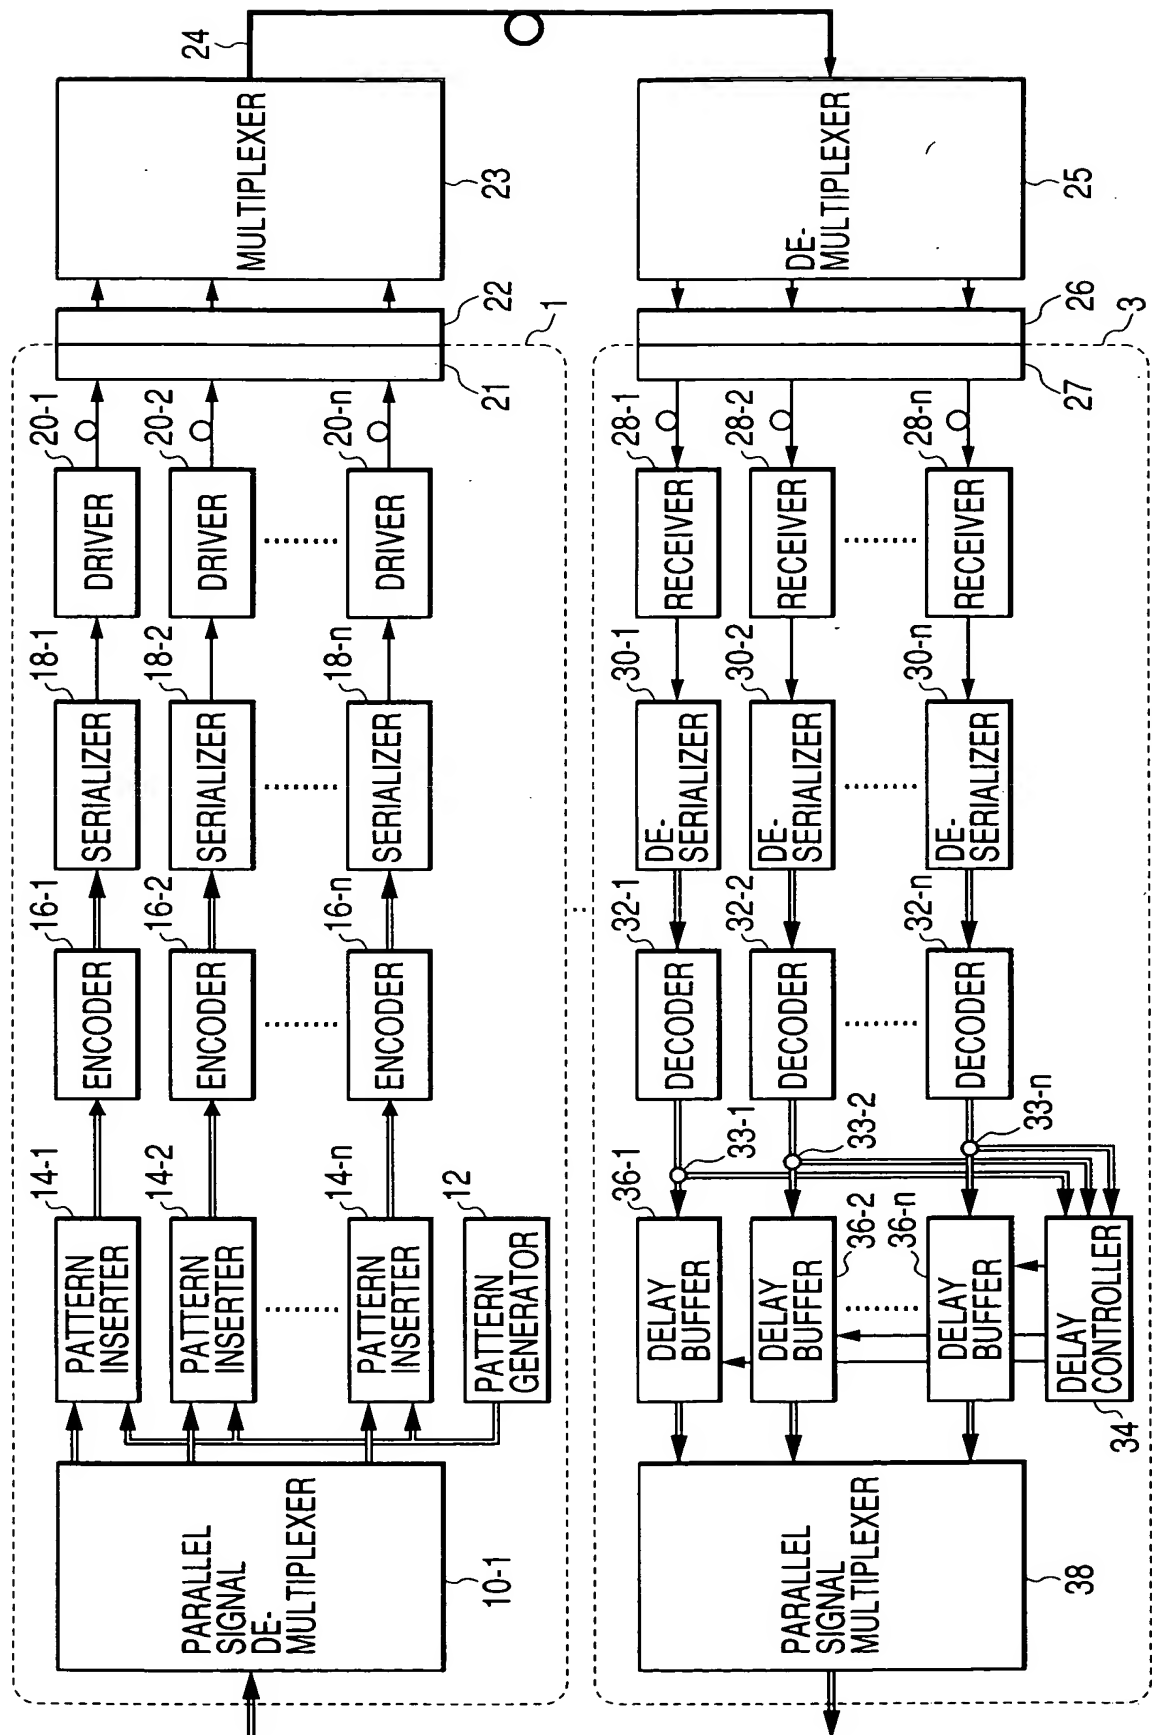 PARALLEL
SIGNAL
DE-
MULTIPLEXER
10-1
PATTERN
INSERTER
14-1
PATTERN
INSERTER
14-2
PATTERN
INSERTER
14-n
PATTERN
GENERATOR
12
ENCODER
16-1
ENCODER
16-2
ENCODER
16-n
SERIALIZER
18-1
SERIALIZER
18-2
SERIALIZER
18-n
DRIVER
20-1
DRIVER
20-2
DRIVER
20-n
21
22
1
MULTIPLEXER
23
24
DE-
MULTIPLEXER
25
26
27
3
RECEIVER
28-1
RECEIVER
28-2
RECEIVER
28-n
DE-
SERIALIZER
30-1
DE-
SERIALIZER
30-2
DE-
SERIALIZER
30-n
DECODER
32-1
DECODER
32-2
DECODER
32-n
33-1
33-2
33-n
DELAY
BUFFER
36-1
DELAY
BUFFER
36-2
DELAY
BUFFER
36-n
DELAY
CONTROLLER
34
PARALLEL
SIGNAL
MULTIPLEXER
38